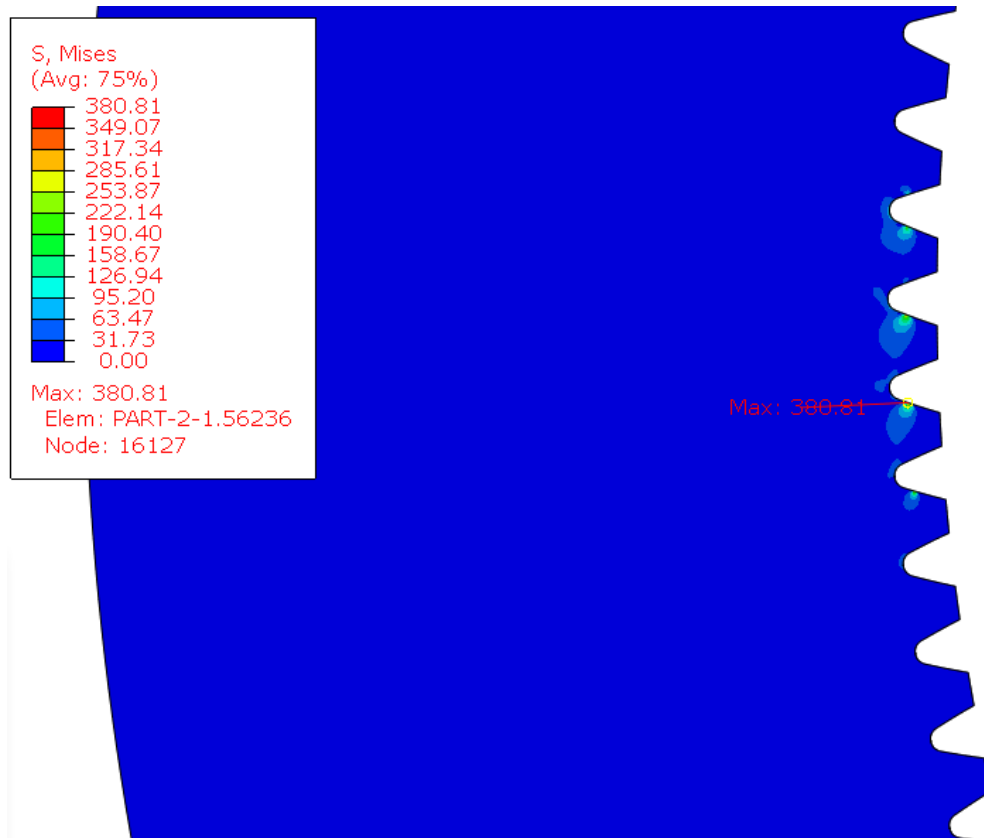 S, Mises
(Avg: 75%)
380.81
349.07
317.34
285.61
253.87
222.14
190.40
158.67
126.94
95.20
63.47
31.73
0.00
Max: 380.81
Elem: PART-2-1.56236
Node: 16127
Max: 380.81